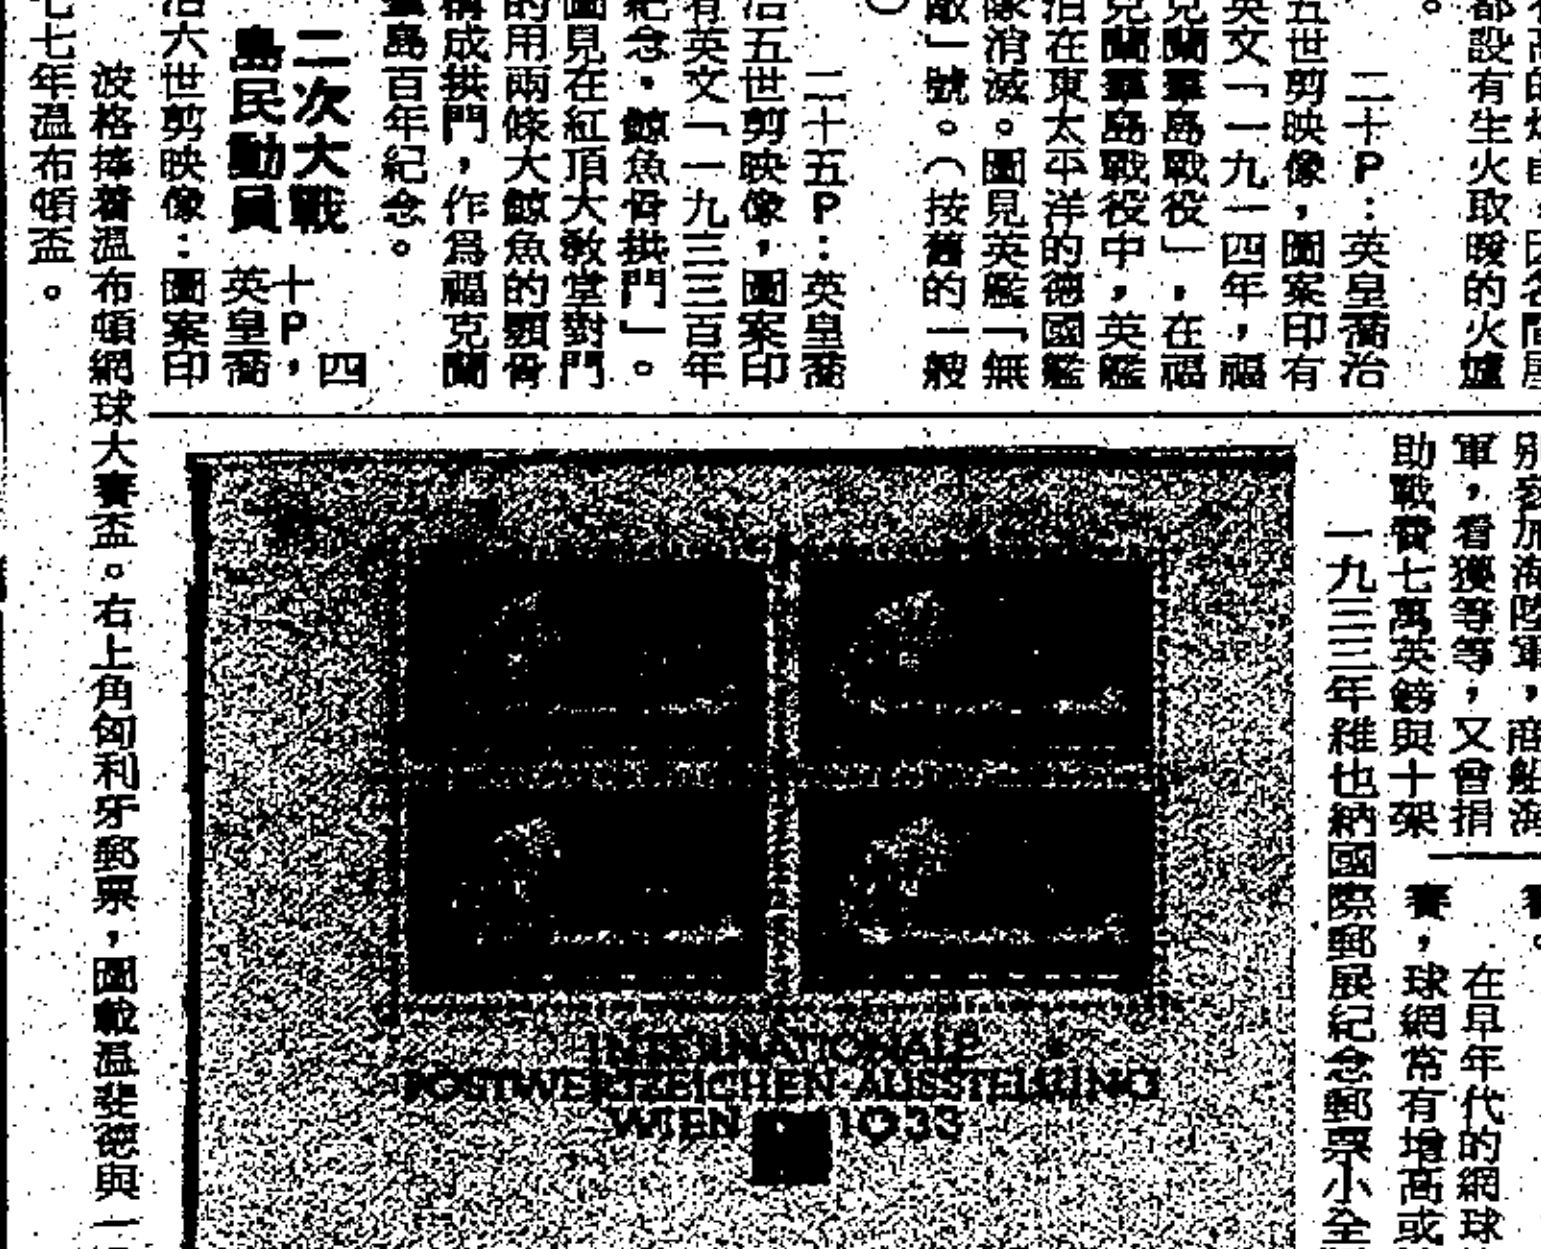 都設有生火取暖的火爐
。
二十P:英皇喬治
五世剪映像,圖案印有
英文「一九一四年,福
克蘭羣島戰役」,在福
克蘭羣島戰役中,英艦
泊在東太平洋的德國艦
隊消滅。圖見英艦「無
敵」號。(按舊的一艘
)
二十五P:英皇喬
治五世剪映像,圖案印
有英文「一九三三百年
紀念·鯨魚骨拱門」。
圖見在紅頂大教堂對門
的用兩條大鯨魚的顎骨
構成拱門,作爲福克蘭
羣島百年紀念。
二次大戰
島民動員
四
十P,
英皇喬
治六世剪映像:圖案印
別參加海陸軍,商船海
軍,看獲等等,又會捐
助戰費七萬英鎊與十架
賽。
在早年代的網球
賽,球網常有增高或
一九三三年維也納國際郵展紀念郵票小全
INTERNATIONALE
POSTWERTZEICHEN-AUSSTELLUNG
WIEN 1933
波格捧着溫布頓網球大賽盃。右上角匈利牙郵票,圖載溫斐德與一
七七年溫布頓盃。